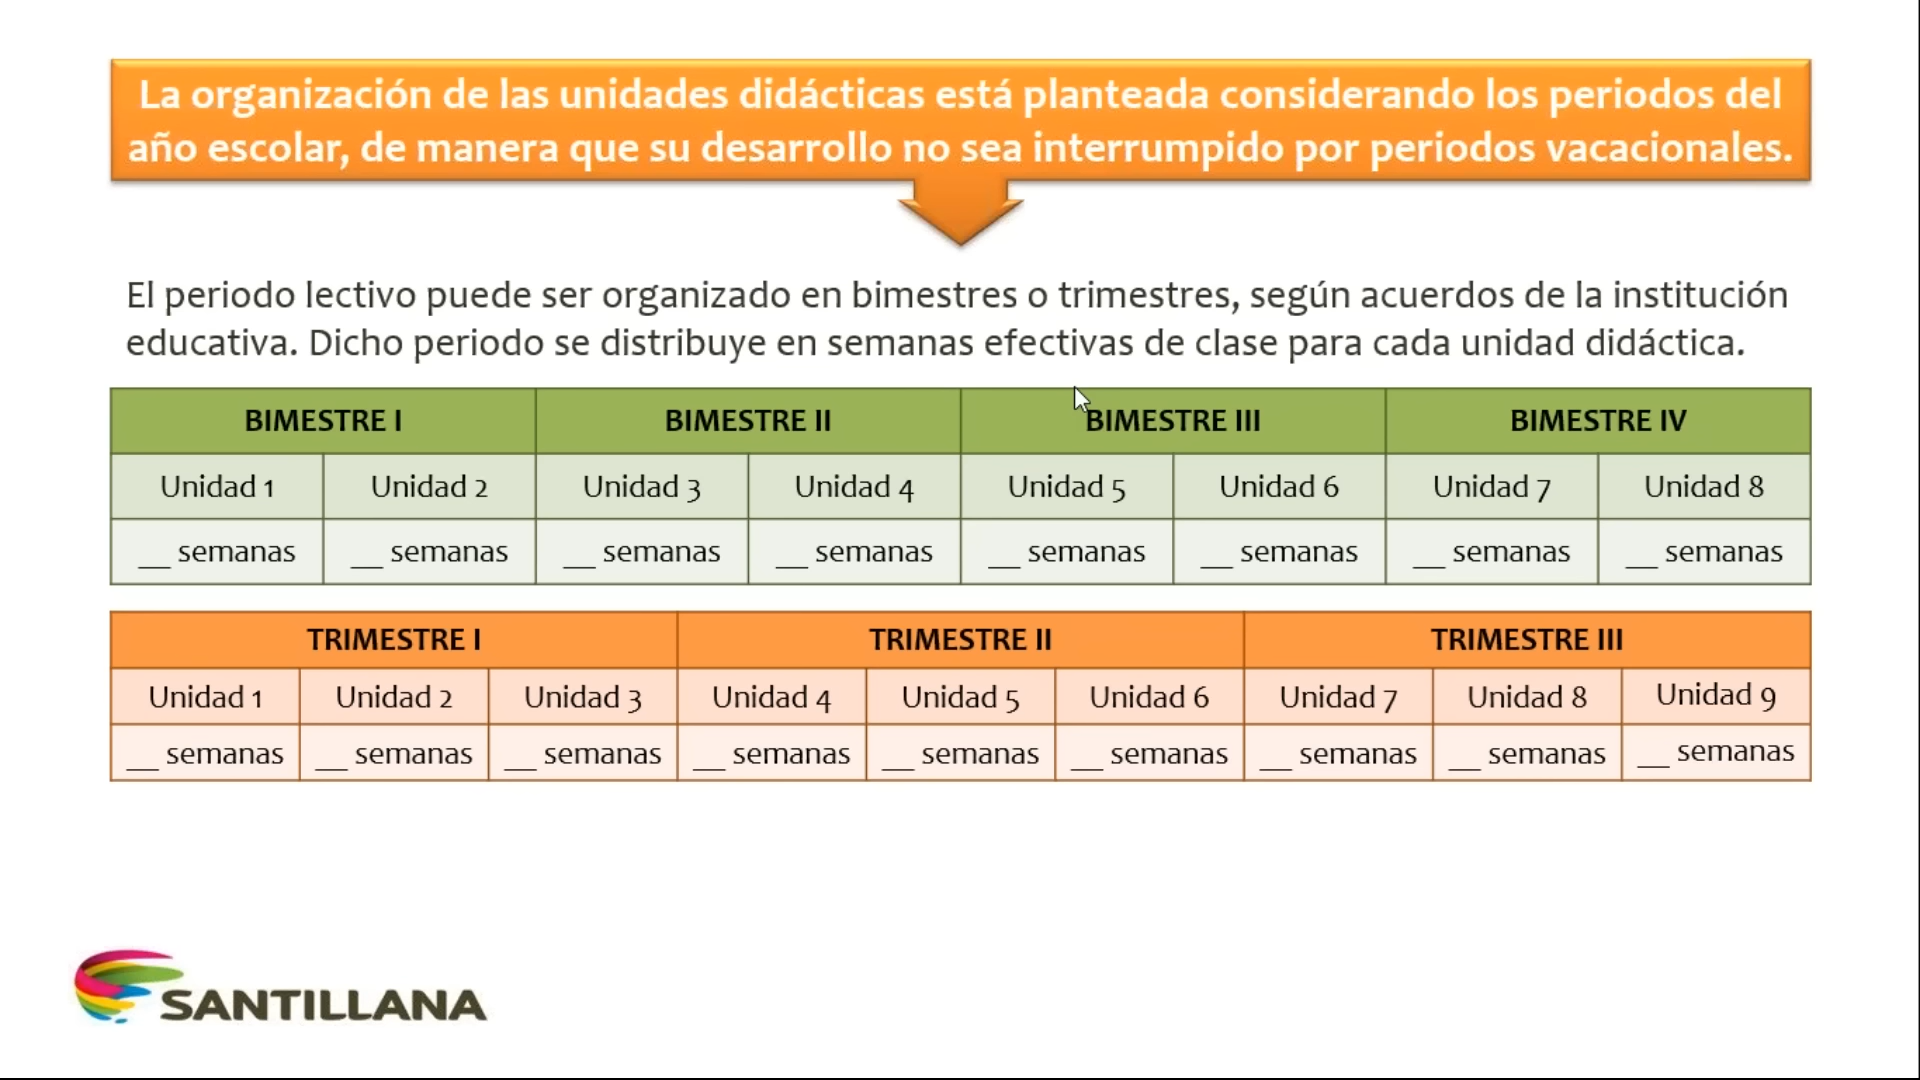 La organización de las unidades didácticas está planteada considerando los periodos del
año escolar, de manera que su desarrollo no sea interrumpido por periodos vacacionales.
El periodo lectivo puede ser organizado en bimestres o trimestres, según acuerdos de la institución
educativa. Dicho periodo se distribuye en semanas efectivas de clase para cada unidad didáctica.
BIMESTRE I BIMESTRE II BIMESTRE III BIMESTRE IV
Unidad 1 Unidad 2 Unidad 3 Unidad 4 Unidad 5 Unidad 6 Unidad 7 Unidad 8
__ semanas __ semanas __ semanas __ semanas __ semanas __ semanas __ semanas __ semanas
TRIMESTRE I TRIMESTRE II TRIMESTRE III
Unidad 1 Unidad 2 Unidad 3 Unidad 4 Unidad 5 Unidad 6 Unidad 7 Unidad 8 Unidad 9
__ semanas __ semanas __ semanas __ semanas __ semanas __ semanas __ semanas __ semanas __ semanas
SANTILLANA